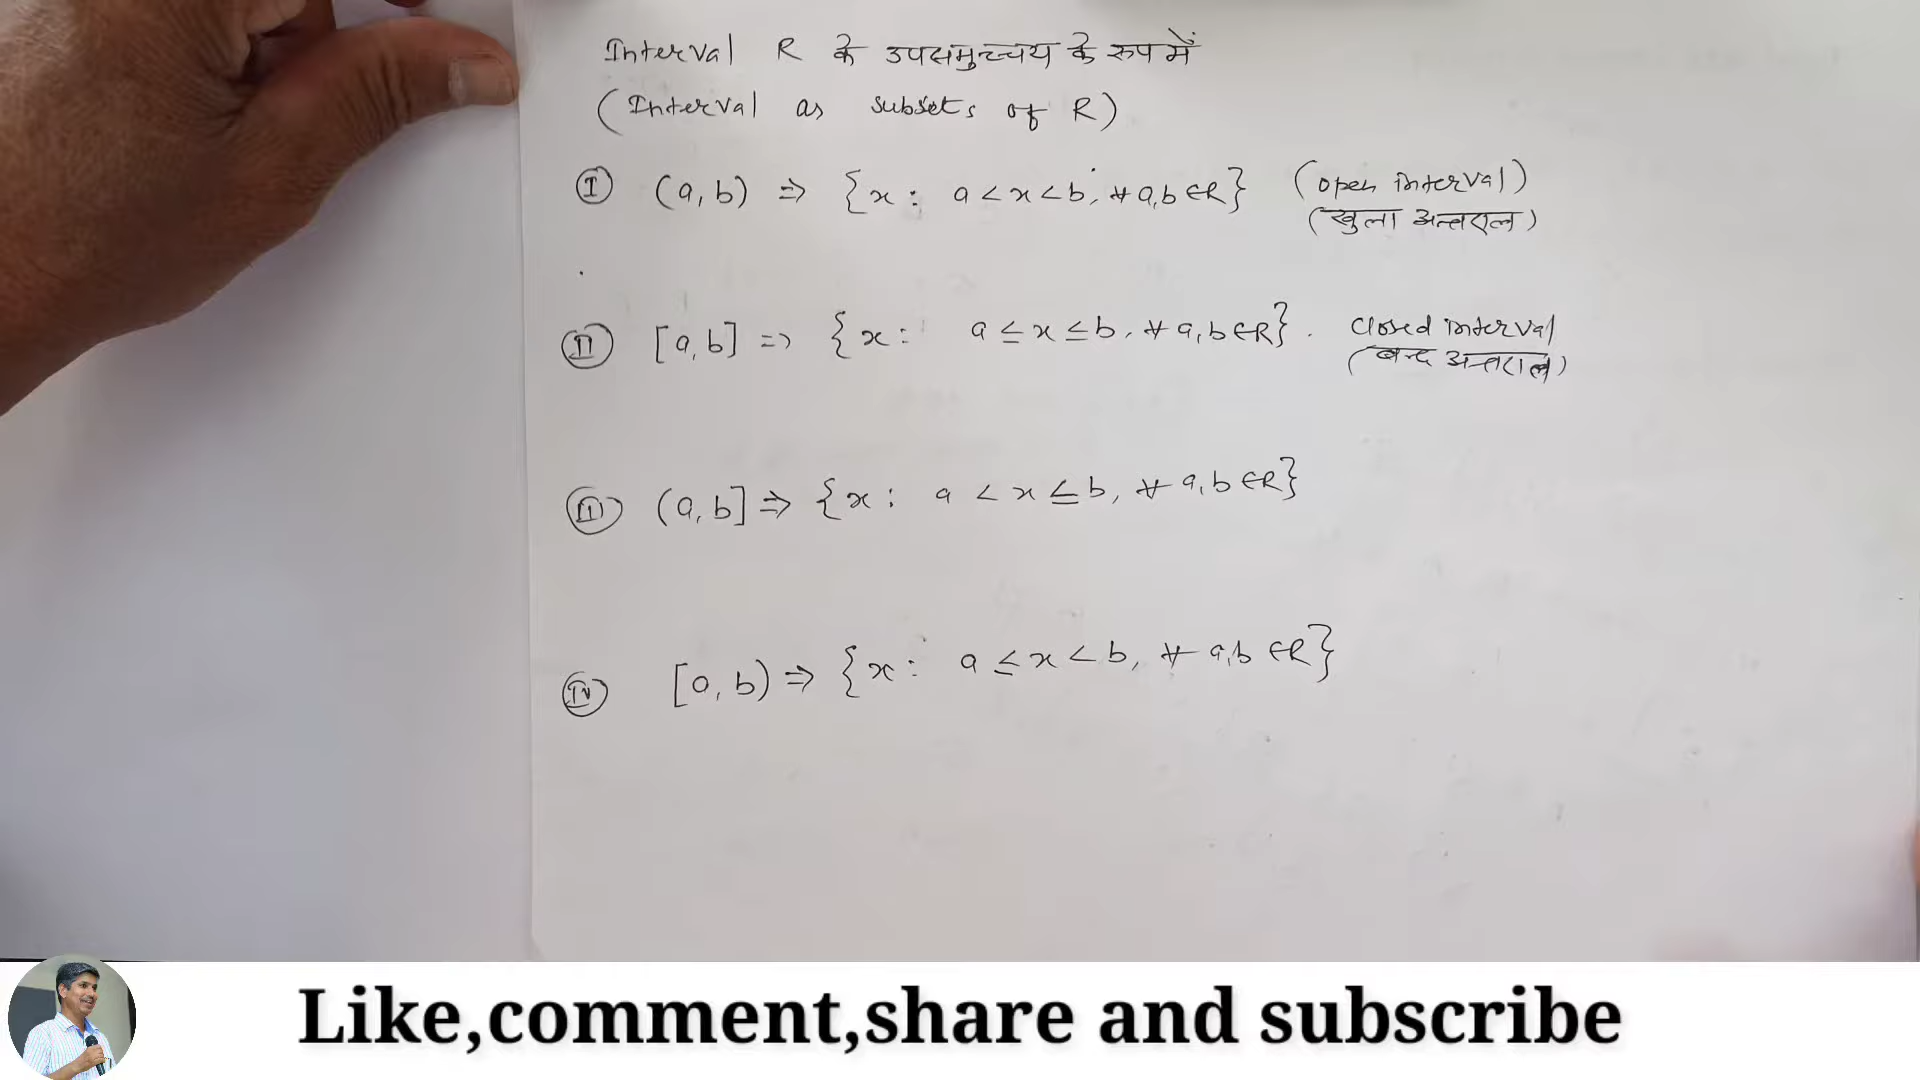 Interval R के उपसमुच्चय के रुप में
(Interval as subsets of R)
I (a, b) ⇒ {x : a < x < b, ∀ a,b ∈ R} (open interval)
(खुला अन्तराल)
II [a, b] ⇒ {x : a ≤ x ≤ b, ∀ a,b ∈ R}. closed interval
(बन्द अन्तराल)
III (a, b] ⇒ {x : a < x ≤ b, ∀ a,b ∈ R}
IV [a, b) ⇒ {x : a ≤ x < b, ∀ a,b ∈ R}
Like,comment,share and subscribe